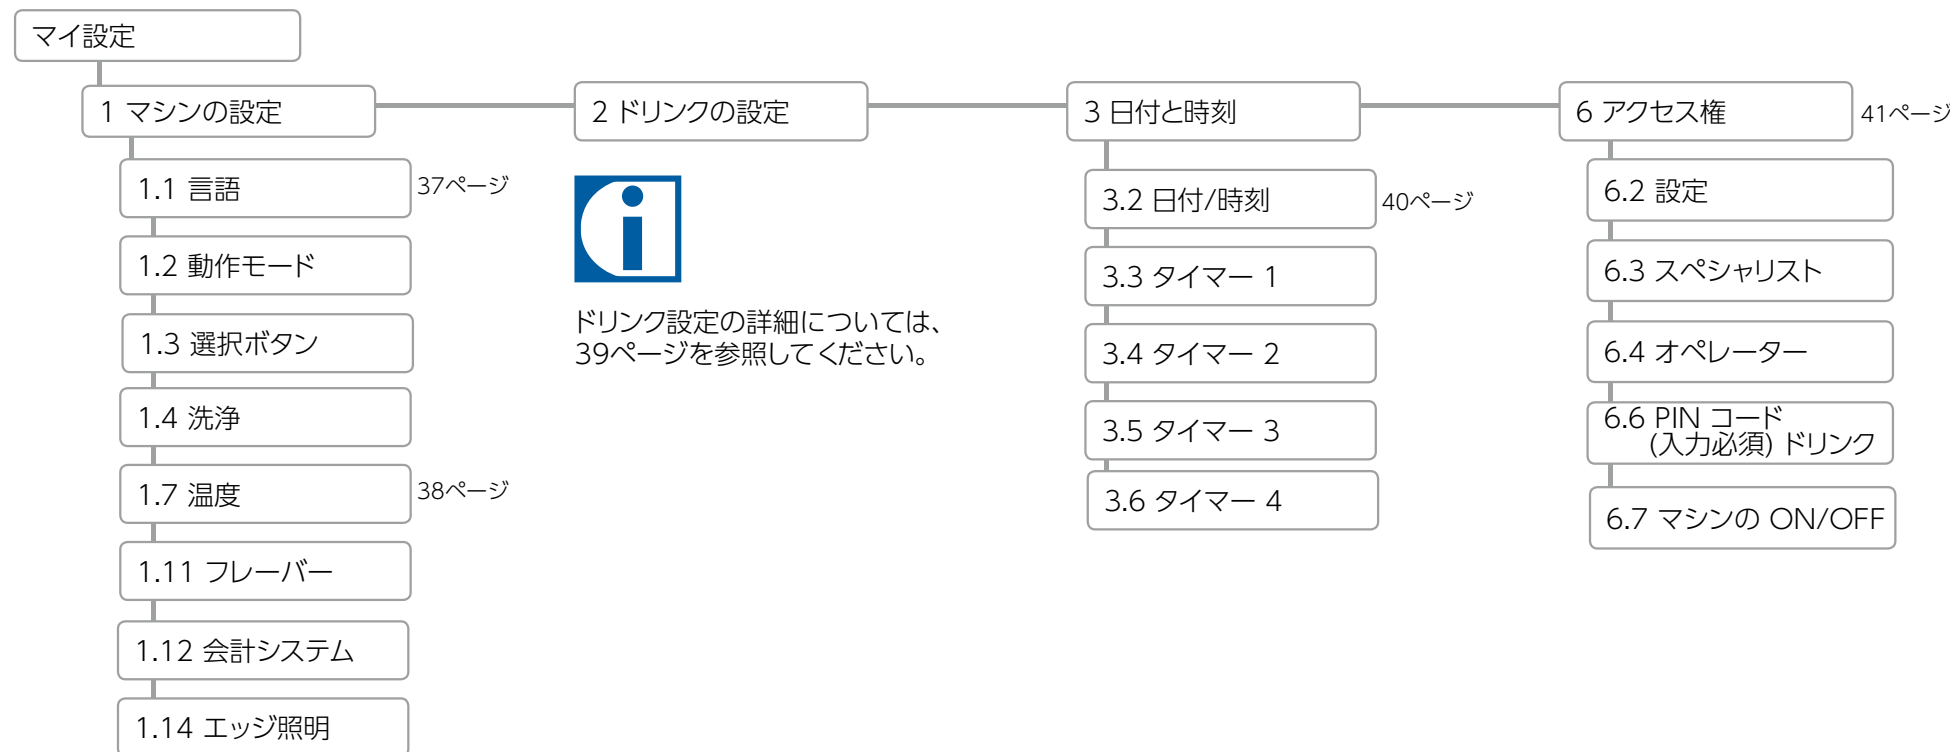 マイ設定
1 マシンの設定
1.1 言語
37ページ
1.2 動作モード
1.3 選択ボタン
1.4 洗浄
1.7 温度
38ページ
1.11 フレーバー
1.12 会計システム
1.14 エッジ照明
2 ドリンクの設定
i
ドリンク設定の詳細については、
39ページを参照してください。
3 日付と時刻
3.2 日付/時刻
40ページ
3.3 タイマー 1
3.4 タイマー 2
3.5 タイマー 3
3.6 タイマー 4
6 アクセス権
41ページ
6.2 設定
6.3 スペシャリスト
6.4 オペレーター
6.6 PIN コード
(入力必須) ドリンク
6.7 マシンの ON/OFF